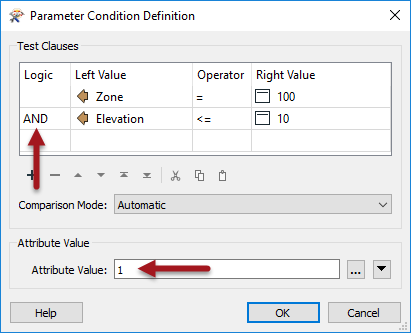 Parameter Condition Definition
Test Clauses
Logic Left Value Operator Right Value
Zone = 100
AND Elevation <= 10
Comparison Mode: Automatic
Attribute Value
Attribute Value: 1 ...
Help OK Cancel